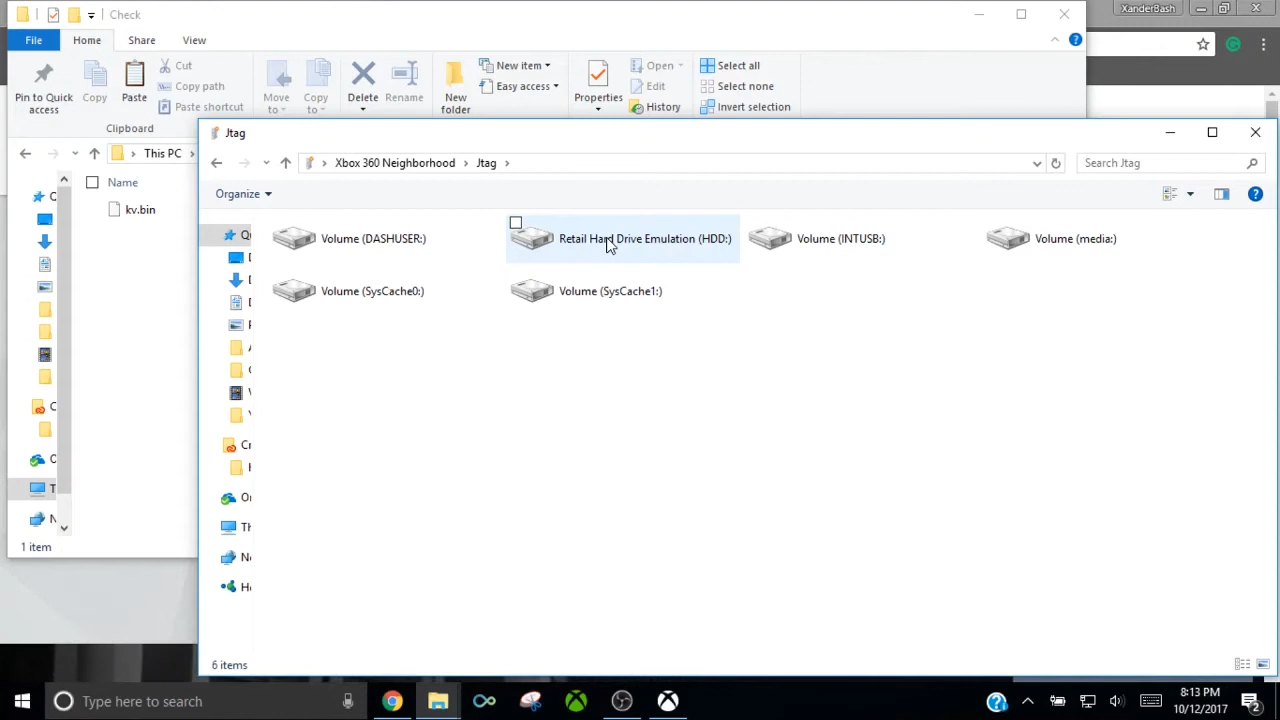 Check
XanderBash
File Home Share View
Cut
Copy path
Paste shortcut
Pin to Quick access
Copy
Paste
Clipboard
Move to
Copy to
Delete
Rename
New folder
New item
Easy access
Properties
Open
Edit
History
Select all
Select none
Invert selection
This PC
Name
kv.bin
1 item
Jtag
Xbox 360 Neighborhood > Jtag >
Search Jtag
Organize
Volume (DASHUSER:)
Retail Hard Drive Emulation (HDD:)
Volume (INTUSB:)
Volume (media:)
Volume (SysCache0:)
Volume (SysCache1:)
6 items
Type here to search
8:13 PM
10/12/2017
2